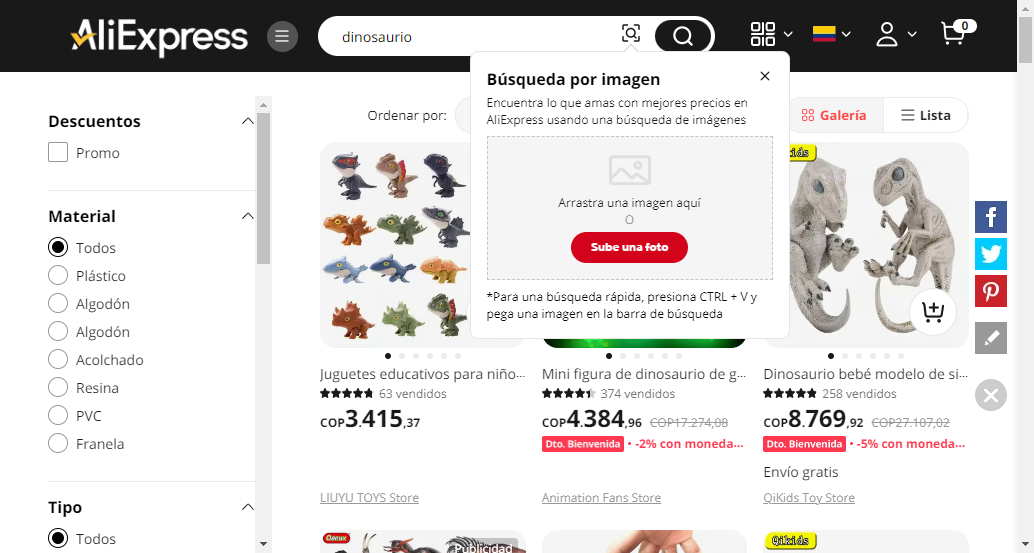 AliExpress
dinosaurio
0
Búsqueda por imagen
Encuentra lo que amas con mejores precios en
AliExpress usando una búsqueda de imágenes
Arrastra una imagen aquí
O
Sube una foto
*Para una búsqueda rápida, presiona CTRL + V y
pega una imagen en la barra de búsqueda
Descuentos
Promo
Material
Todos
Plástico
Algodón
Algodón
Acolchado
Resina
PVC
Franela
Tipo
Todos
Ordenar por:
Galería
Lista
kids
Juguetes educativos para niño...
63 vendidos
COP3.415,37
LIUYU TOYS Store
Mini figura de dinosaurio de g...
374 vendidos
COP4.384,96 COP17.274,08
Dto. Bienvenida • -2% con moneda...
Animation Fans Store
Dinosaurio bebé modelo de si...
258 vendidos
COP8.769,92 COP27.107,02
Dto. Bienvenida • -5% con moneda...
Envío gratis
QiKids Toy Store
Oenux
Publicidad
Qikids